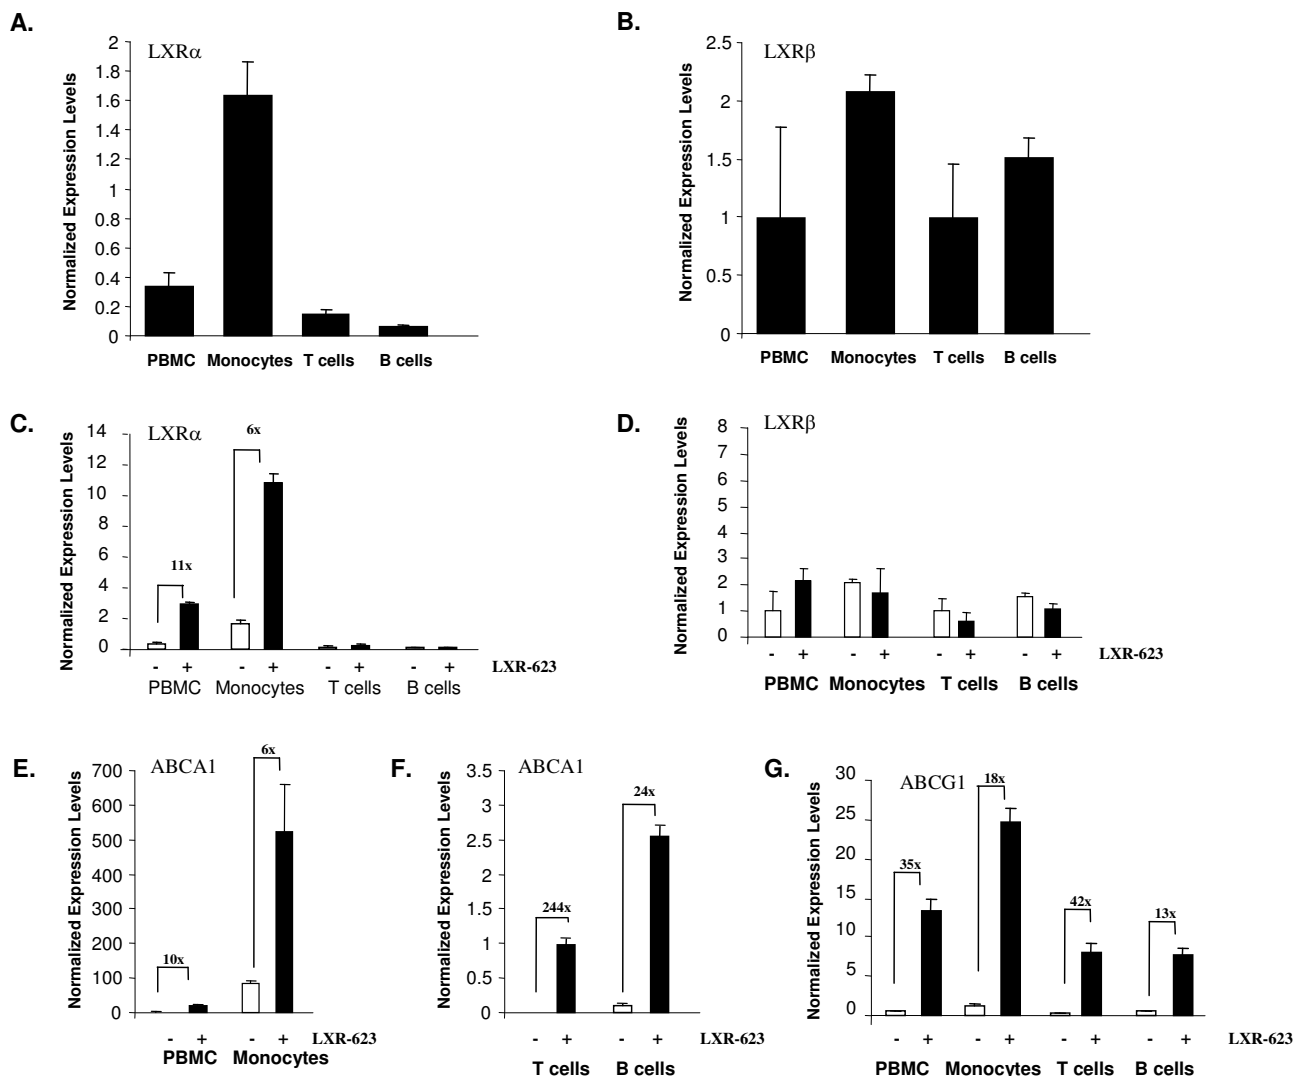 A.
LXRα
Normalized Expression Levels
2
1.8
1.6
1.4
1.2
1
0.8
0.6
0.4
0.2
0
PBMC Monocytes T cells B cells
B.
LXRβ
Normalized Expression Levels
2.5
2
1.5
1
0.5
0
PBMC Monocytes T cells B cells
C.
LXRα
Normalized Expression Levels
14
12
10
8
6
4
2
0
11x
6x
- + - + - + - + LXR-623
PBMC Monocytes T cells B cells
D.
LXRβ
Normalized Expression Levels
8
7
6
5
4
3
2
1
0
- + - + - + - + LXR-623
PBMC Monocytes T cells B cells
E.
ABCA1
Normalized Expression Levels
700
600
500
400
300
200
100
0
10x
6x
- + - + LXR-623
PBMC Monocytes
F.
ABCA1
Normalized Expression Levels
3.5
3
2.5
2
1.5
1
0.5
0
244x
24x
- + - + LXR-623
T cells B cells
G.
ABCG1
Normalized Expression Levels
30
25
20
15
10
5
0
35x
18x
42x
13x
- + - + - + - + LXR-623
PBMC Monocytes T cells B cells